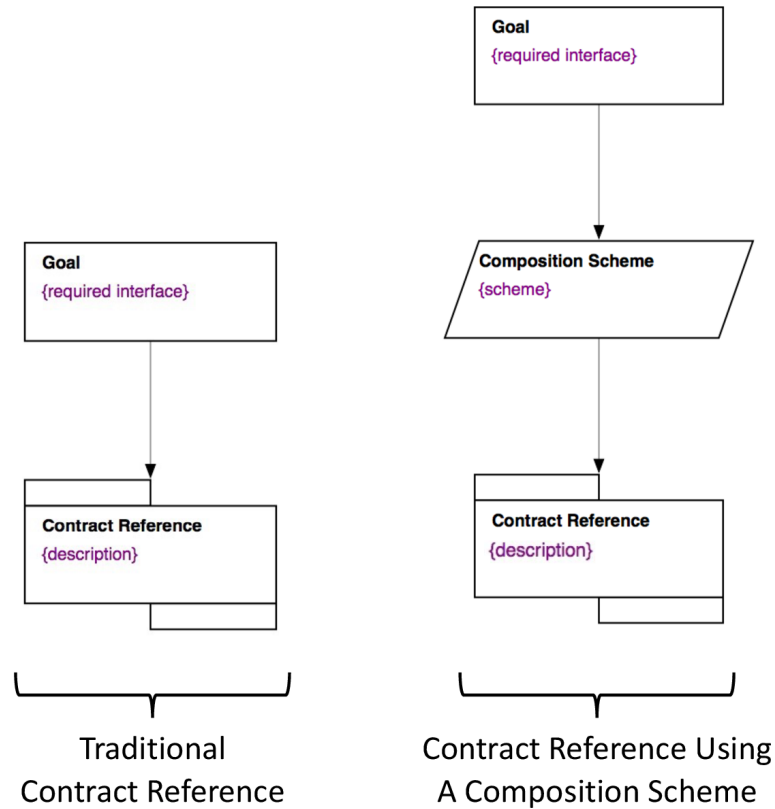 Goal
{required interface}
Contract Reference
{description}
Traditional
Contract Reference
Goal
{required interface}
Composition Scheme
{scheme}
Contract Reference
{description}
Contract Reference Using
A Composition Scheme